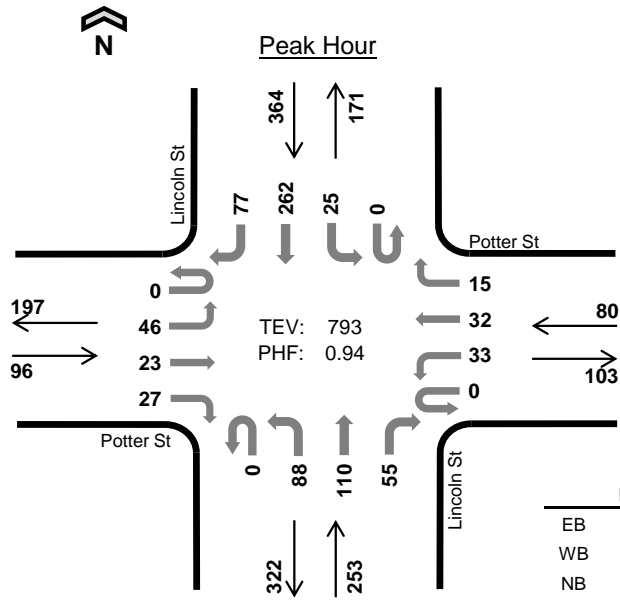 N
Peak Hour
364
171
Lincoln St
77
262
25
0
Potter St
197
96
0
46
23
27
TEV: 793
PHF: 0.94
15
32
33
0
80
103
Potter St
0
88
110
55
Lincoln St
322
253
EB
WB
NB